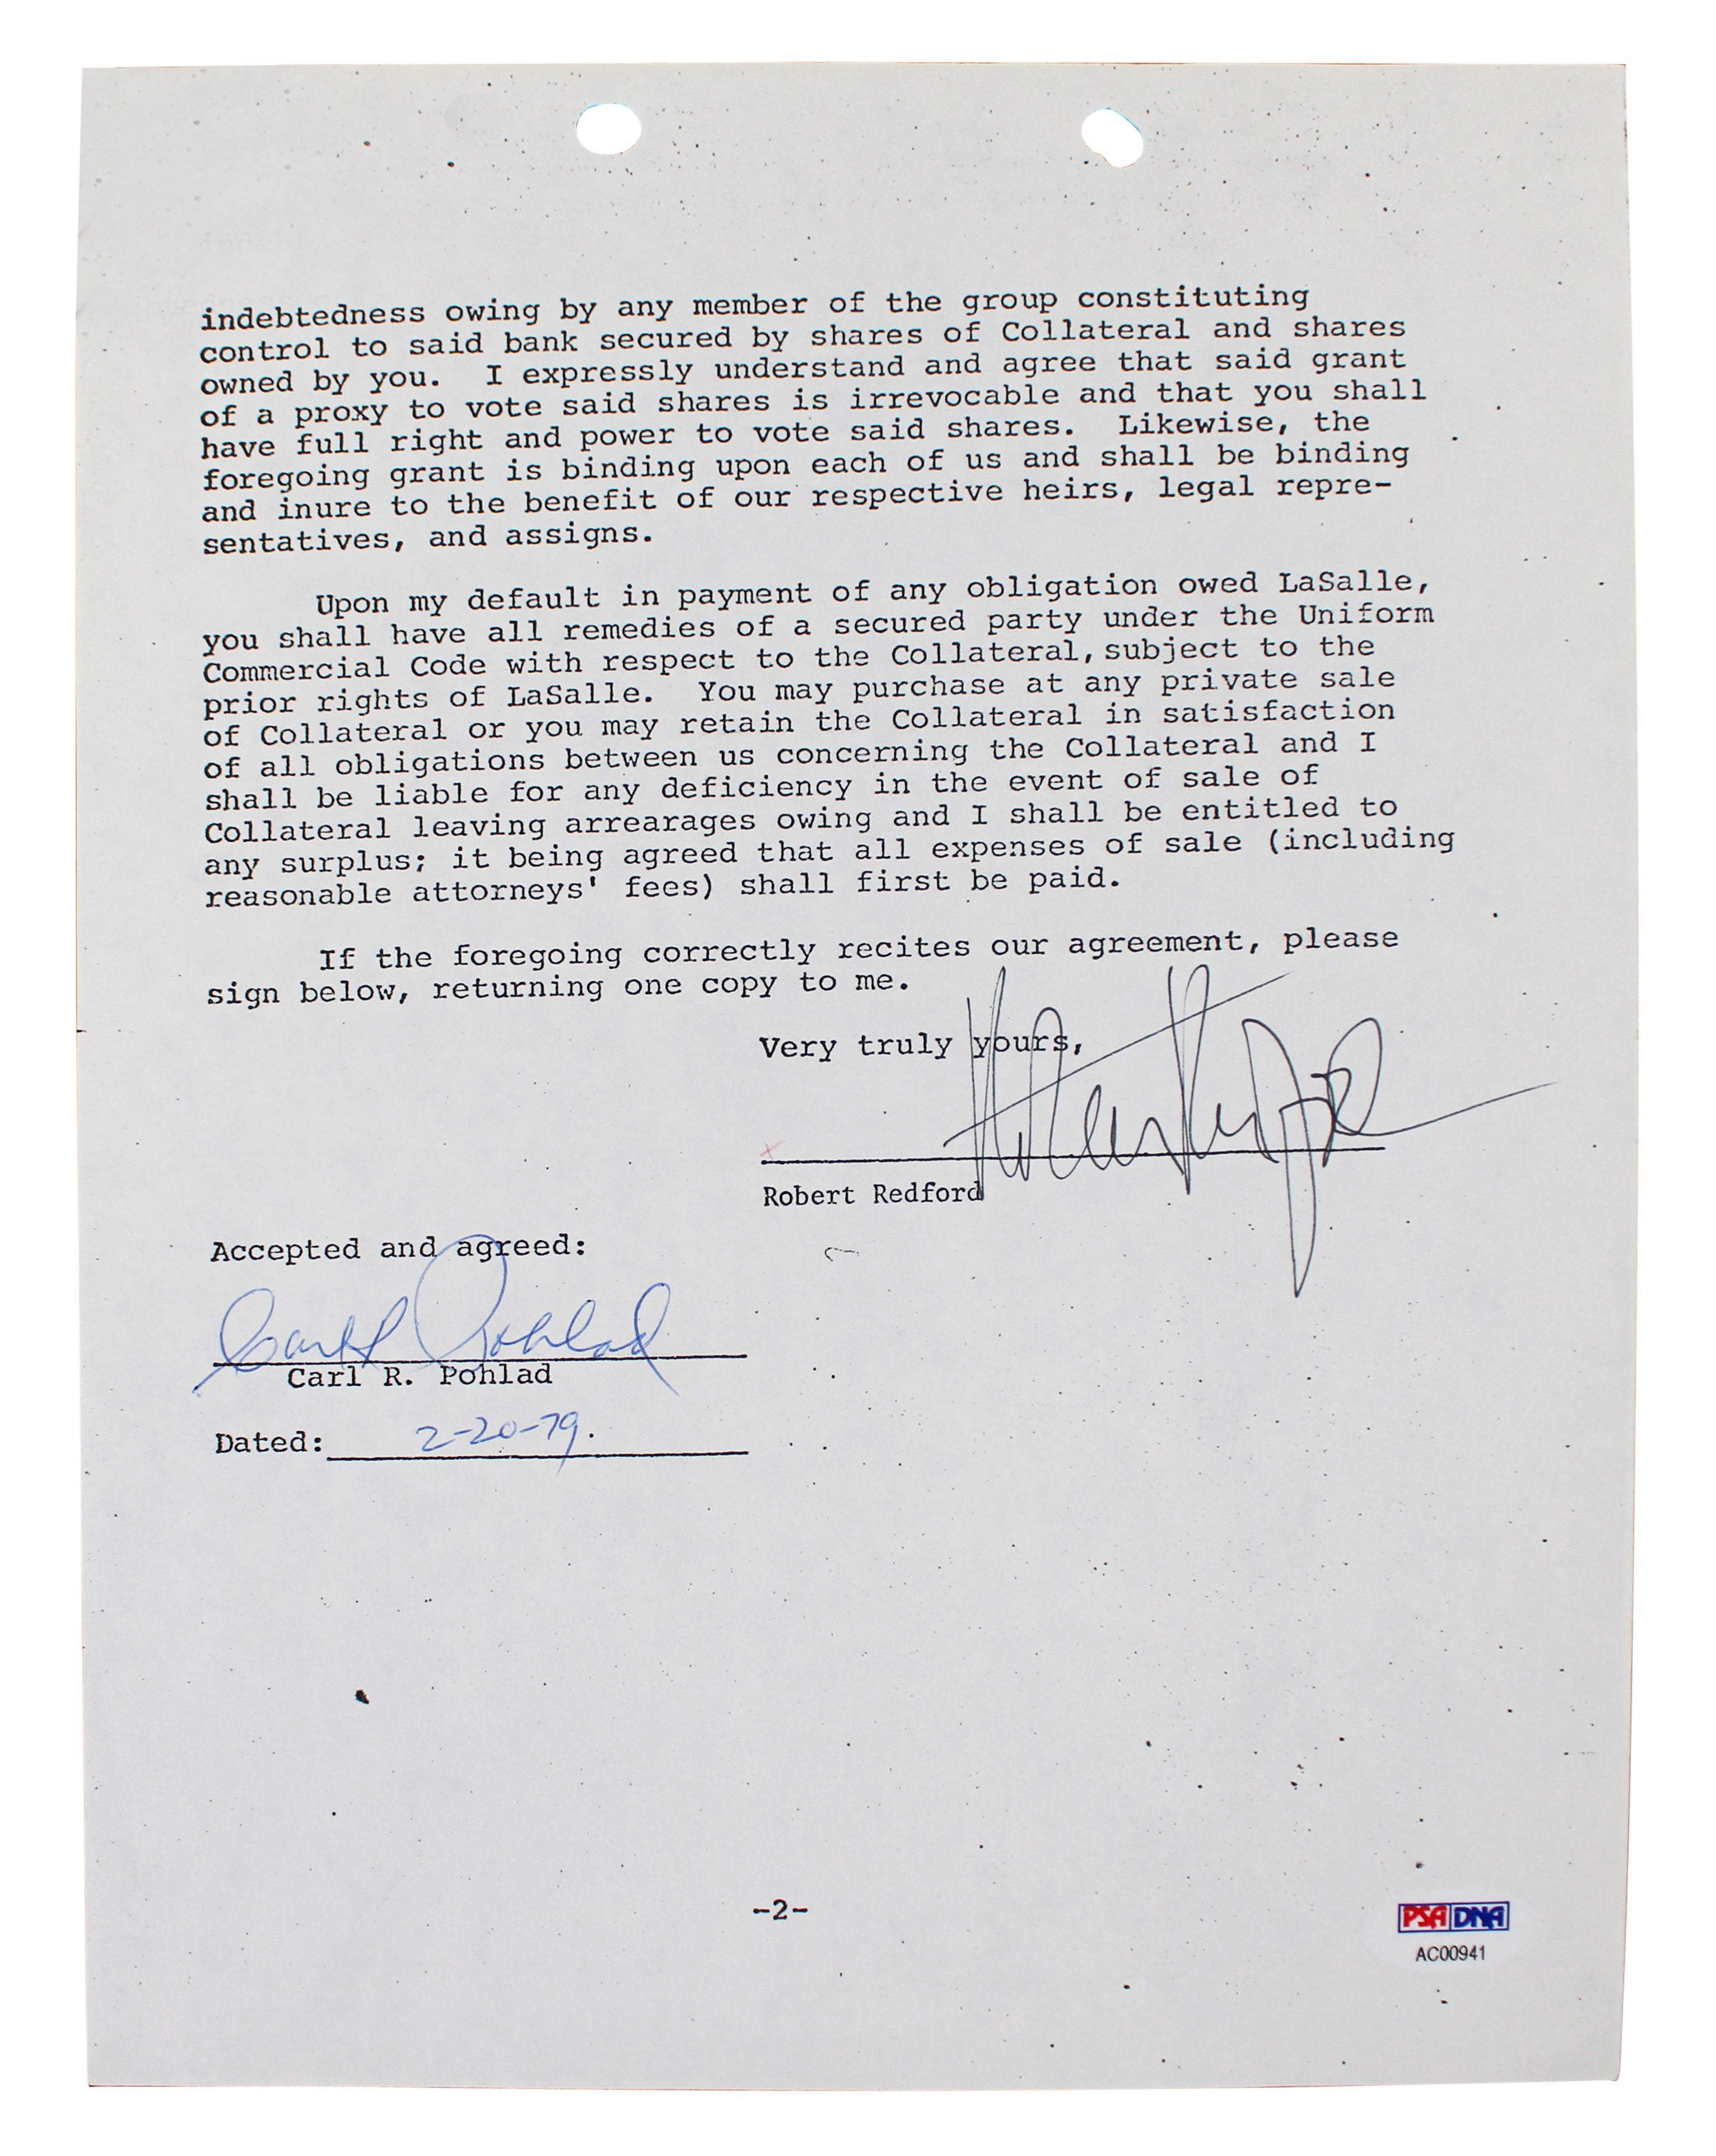 indebtedness owing by any member of the group constituting
control to said bank secured by shares of Collateral and shares
owned by you. I expressly understand and agree that said grant
of a proxy to vote said shares is irrevocable and that you shall
have full right and power to vote said shares. Likewise, the
foregoing grant is binding upon each of us and shall be binding
and inure to the benefit of our respective heirs, legal repre-
sentatives, and assigns.
Upon my default in payment of any obligation owed LaSalle,
you shall have all remedies of a secured party under the Uniform
Commercial Code with respect to the Collateral, subject to the
prior rights of LaSalle. You may purchase at any private sale
of Collateral or you may retain the Collateral in satisfaction
of all obligations between us concerning the Collateral and I
shall be liable for any deficiency in the event of sale of
Collateral leaving arrearages owing and I shall be entitled to
any surplus; it being agreed that all expenses of sale (including
reasonable attorneys' fees) shall first be paid.
If the foregoing correctly recites our agreement, please
sign below, returning one copy to me.
Very truly yours,
x
Robert Redford
Accepted and agreed:
Carl R Pohlad
Carl R. Pohlad
Dated: 2-20-79.
-2-
PSA DNA
AC00941